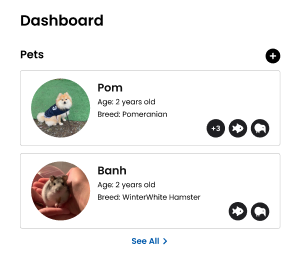 Dashboard
Pets
Pom
Age: 2 years old
Breed: Pomeranian
+3
Banh
Age: 2 years old
Breed: WinterWhite Hamster
See All